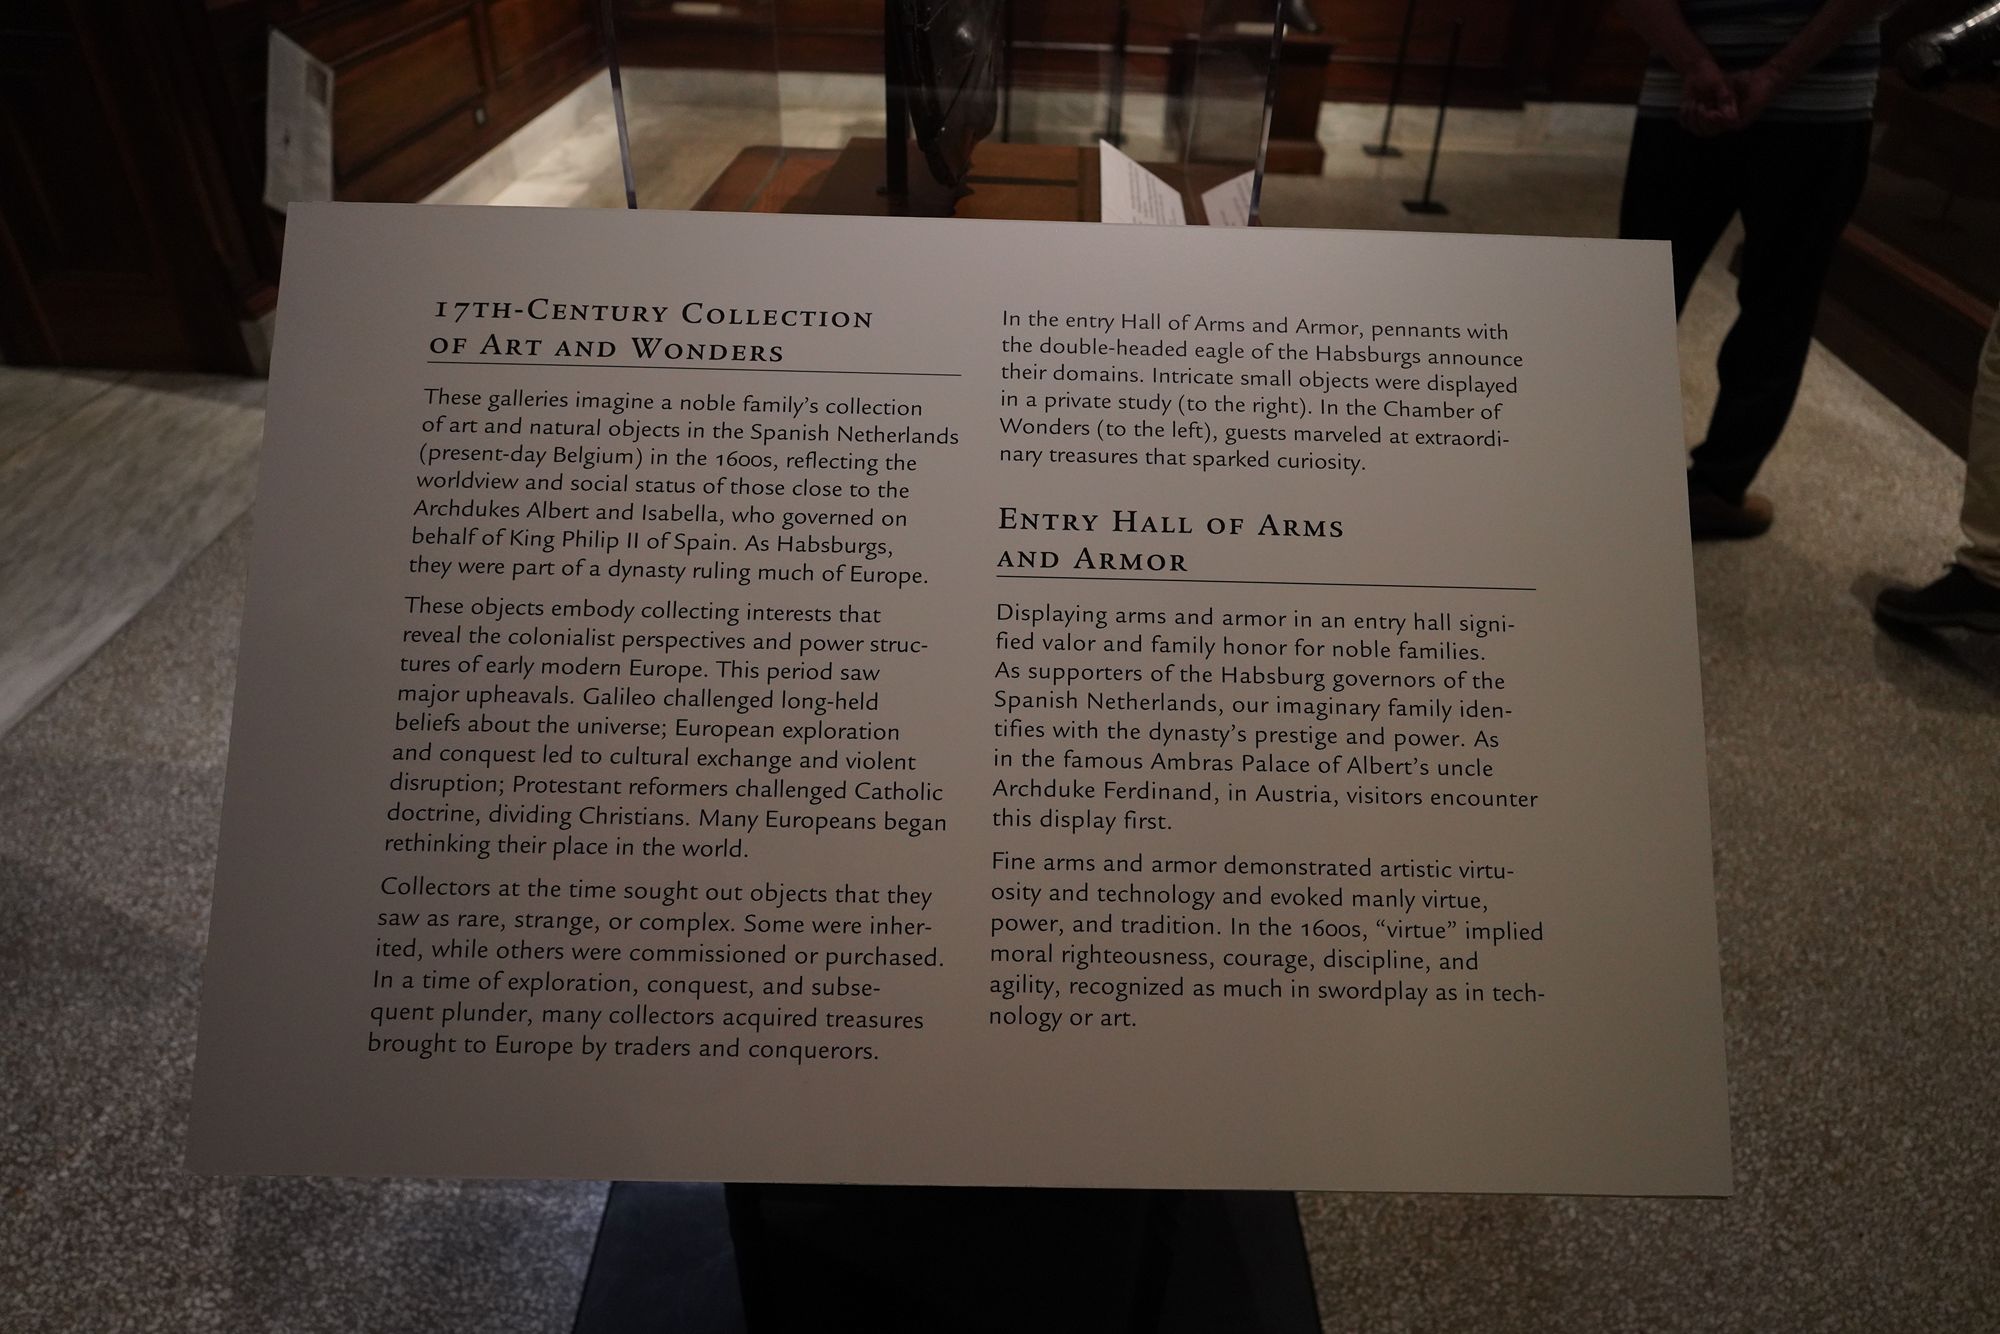 17TH-CENTURY COLLECTION
OF ART AND WONDERS
These galleries imagine a noble family's collection
of art and natural objects in the Spanish Netherlands
(present-day Belgium) in the 1600s, reflecting the
worldview and social status of those close to the
Archdukes Albert and Isabella, who governed on
behalf of King Philip II of Spain. As Habsburgs,
they were part of a dynasty ruling much of Europe.
These objects embody collecting interests that
reveal the colonialist perspectives and power struc-
tures of early modern Europe. This period saw
major upheavals. Galileo challenged long-held
beliefs about the universe; European exploration
and conquest led to cultural exchange and violent
disruption; Protestant reformers challenged Catholic
doctrine, dividing Christians. Many Europeans began
rethinking their place in the world.
Collectors at the time sought out objects that they
saw as rare, strange, or complex. Some were inher-
ited, while others were commissioned or purchased.
In a time of exploration, conquest, and subse-
quent plunder, many collectors acquired treasures
brought to Europe by traders and conquerors.
In the entry Hall of Arms and Armor, pennants with
the double-headed eagle of the Habsburgs announce
their domains. Intricate small objects were displayed
in a private study (to the right). In the Chamber of
Wonders (to the left), guests marveled at extraordi-
nary treasures that sparked curiosity.
ENTRY HALL OF ARMS
AND ARMOR
Displaying arms and armor in an entry hall signi-
fied valor and family honor for noble families.
As supporters of the Habsburg governors of the
Spanish Netherlands, our imaginary family iden-
tifies with the dynasty's prestige and power. As
in the famous Ambras Palace of Albert's uncle
Archduke Ferdinand, in Austria, visitors encounter
this display first.
Fine arms and armor demonstrated artistic virtu-
osity and technology and evoked manly virtue,
power, and tradition. In the 1600s, "virtue" implied
moral righteousness, courage, discipline, and
agility, recognized as much in swordplay as in tech-
nology or art.